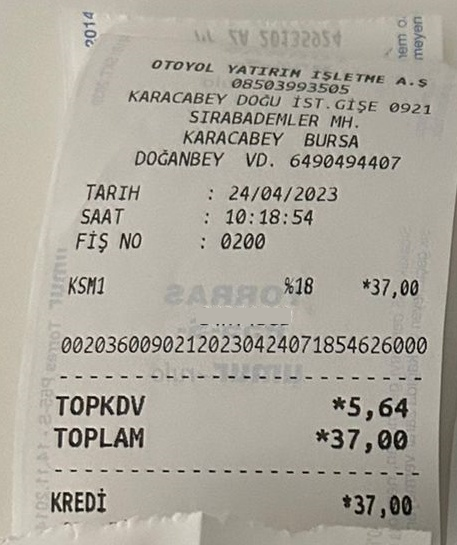 2014
OTOYOL YATIRIM İŞLETME A.Ş
08503993505
KARACABEY DOĞU İST.GİŞE 0921
SIRABADEMLER MH.
KARACABEY BURSA
DOĞANBEY VD. 6490494407
TARIH : 24/04/2023
SAAT : 10:18:54
FİŞ NO : 0200
KSM1 %18 *37,00
00203600902120230424071854626000
TOPKDV *5,64
TOPLAM *37,00
KREDİ *37,00